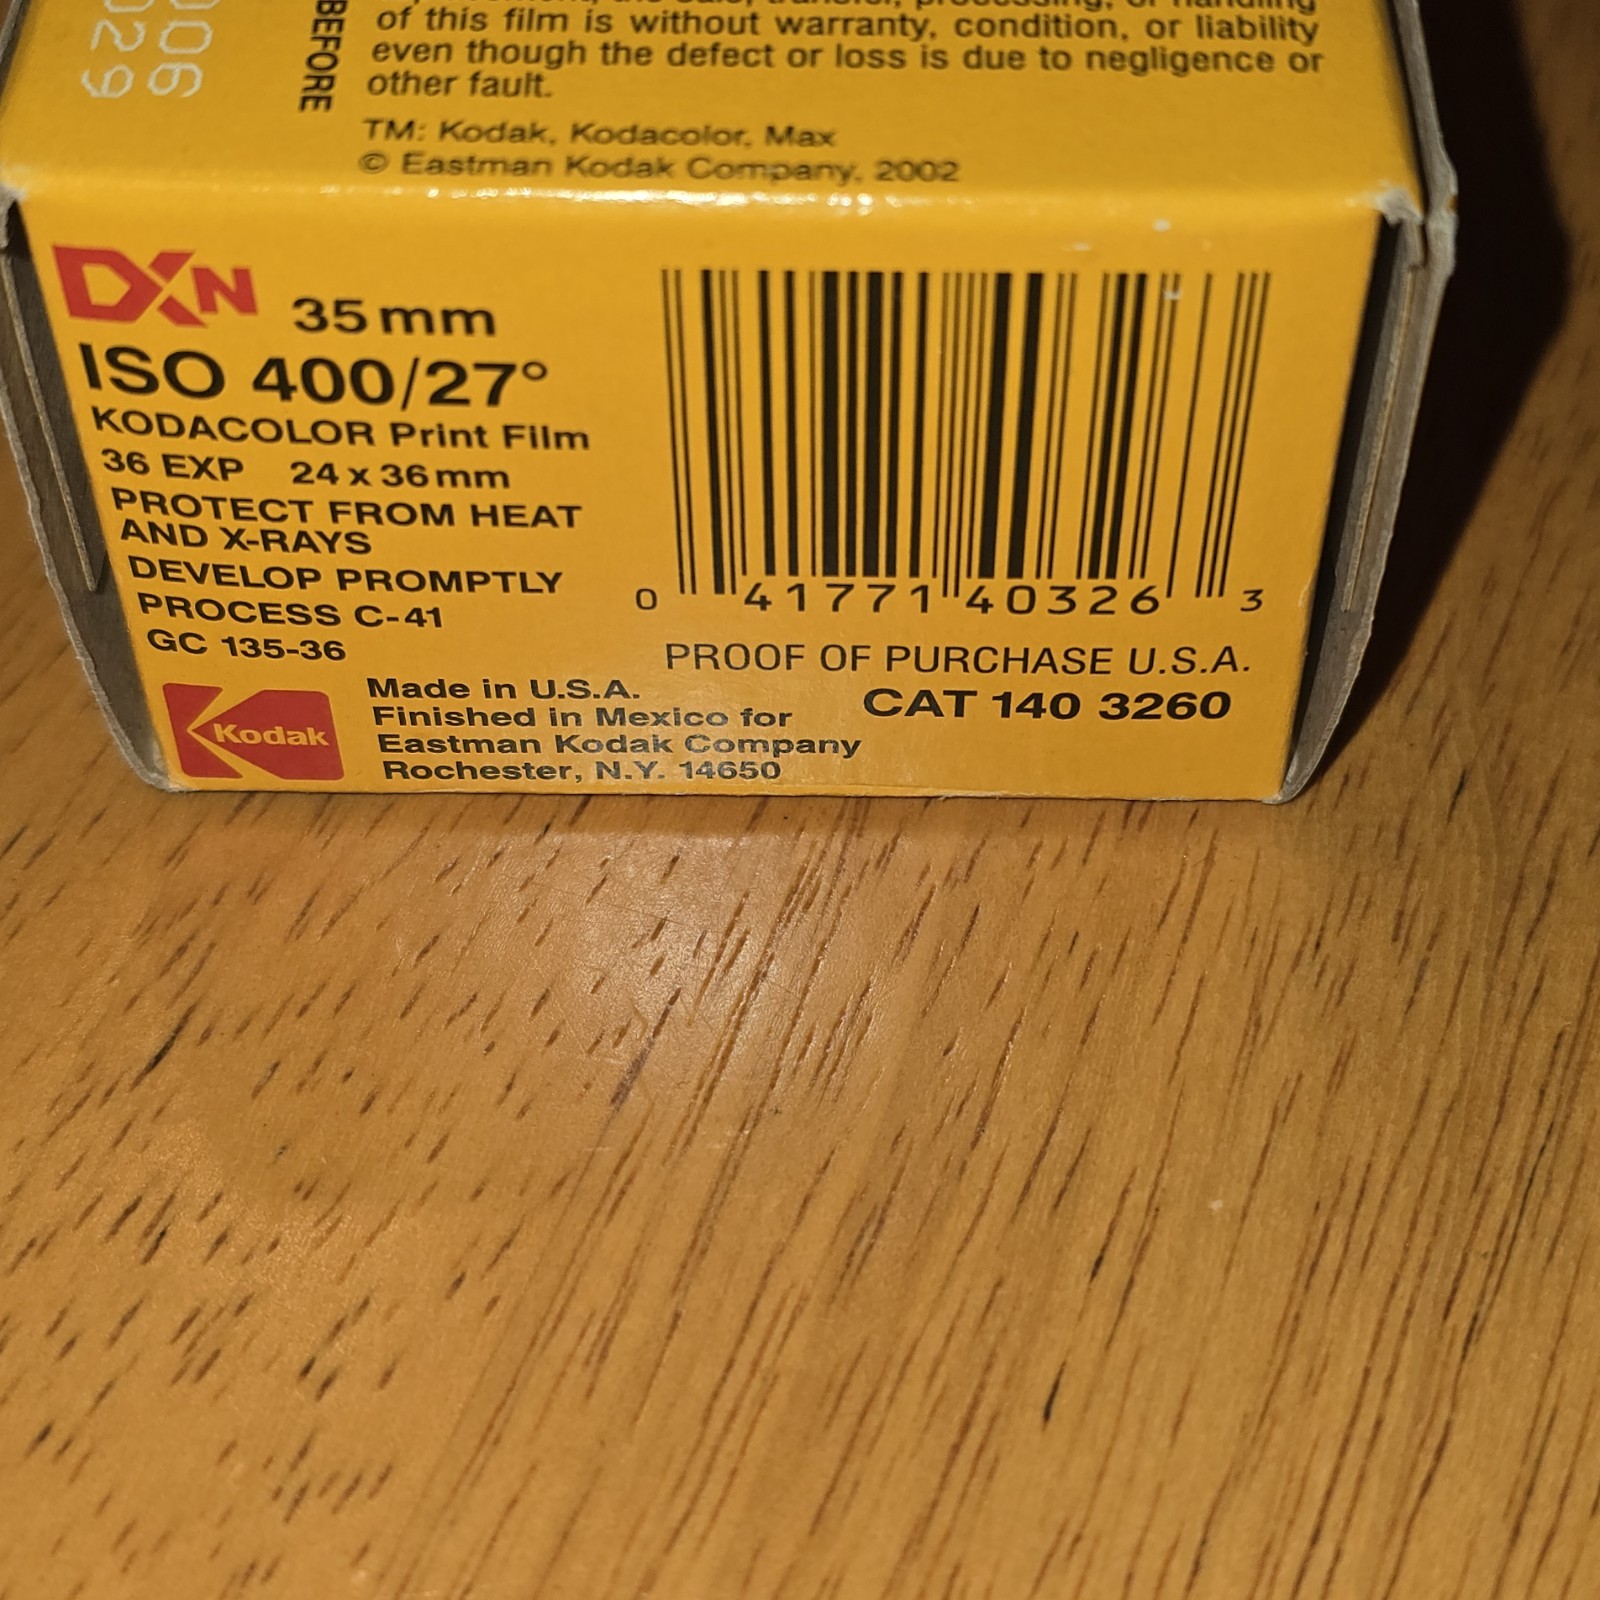 of this film is without warranty, condition, or liability
even though the defect or loss is due to negligence or
other fault.
TM: Kodak, Kodacolor, Max
© Eastman Kodak Company, 2002
BEFORE
DXN 35mm
ISO 400/27°
KODACOLOR Print Film
36 EXP 24 x 36mm
PROTECT FROM HEAT
AND X-RAYS
DEVELOP PROMPTLY
PROCESS C-41
GC 135-36
Kodak
Made in U.S.A.
Finished in Mexico for
Eastman Kodak Company
Rochester, N.Y. 14650
0 41771 40326 3
PROOF OF PURCHASE U.S.A.
CAT 140 3260